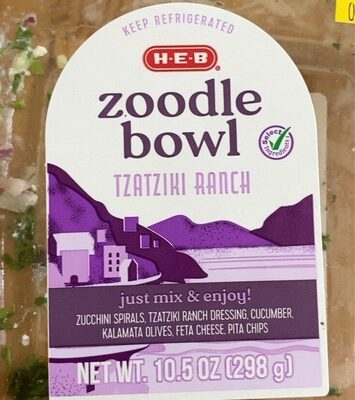 KEEP REFRIGERATED
H-E-B
zoodle
bowl
Select
Ingredients
TZATZIKI RANCH
just mix & enjoy!
ZUCCHINI SPIRALS, TZATZIKI RANCH DRESSING, CUCUMBER,
KALAMATA OLIVES, FETA CHEESE, PITA CHIPS
NET WT. 10.5 OZ (298 g)